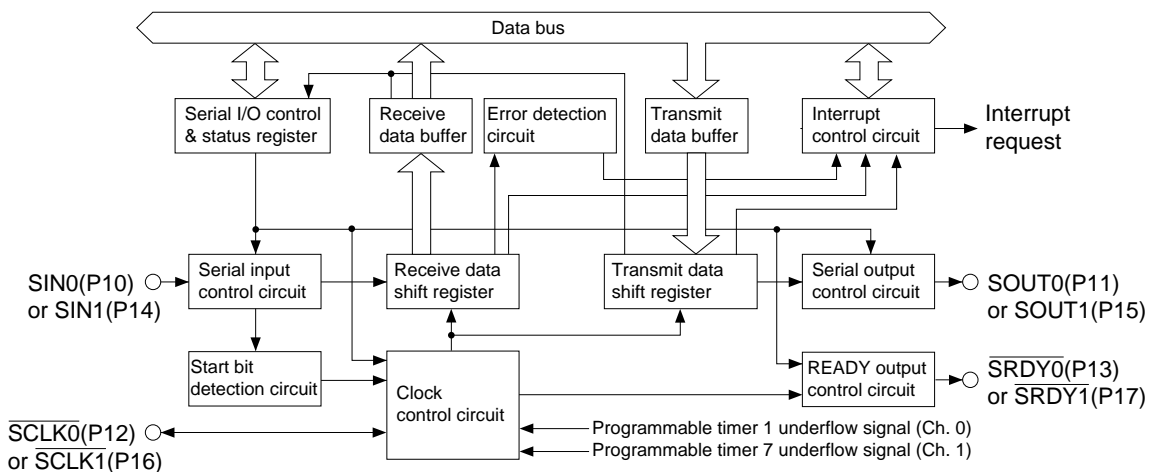 Data bus
Serial I/O control
& status register
Receive
data buffer
Error detection
circuit
Transmit
data buffer
Interrupt
control circuit
Interrupt
request
SIN0(P10)
or SIN1(P14)
Serial input
control circuit
Receive data
shift register
Transmit data
shift register
Serial output
control circuit
SOUT0(P11)
or SOUT1(P15)
Start bit
detection circuit
Clock
control circuit
READY output
control circuit
S̅R̅D̅Y̅0̅(P13)
or S̅R̅D̅Y̅1̅(P17)
S̅C̅L̅K̅0̅(P12)
or S̅C̅L̅K̅1̅(P16)
Programmable timer 1 underflow signal (Ch. 0)
Programmable timer 7 underflow signal (Ch. 1)